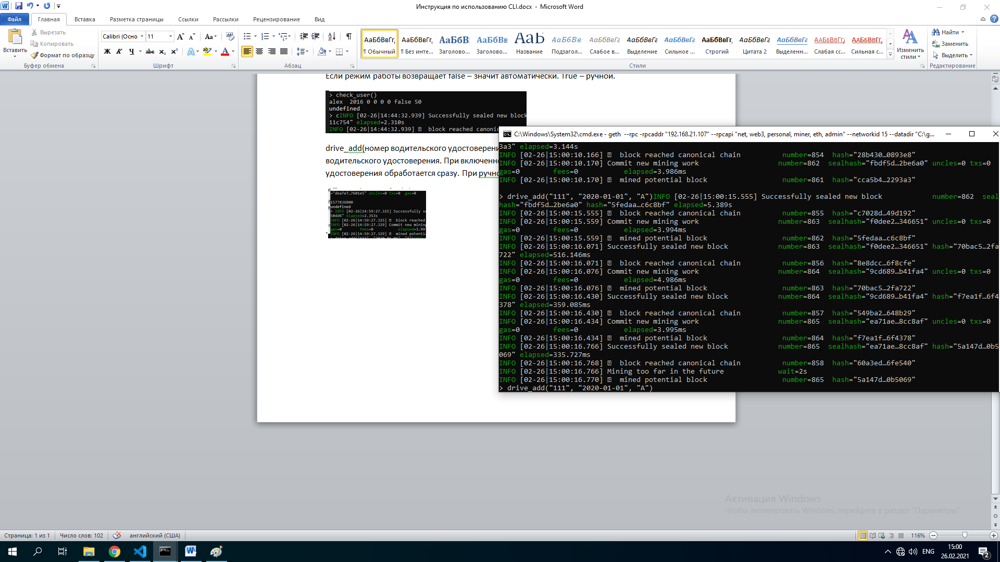 Инструкция по использованию CLI.docx - Microsoft Word
Файл Главная Вставка Разметка страницы Ссылки Рассылки Рецензирование Вид
Вставить
Вырезать
Копировать
Формат по образцу
Буфер обмена
Calibri (Осно 11
Шрифт
Абзац
АаБбВвГг, АаБбВвГг, АаБбВ АаБбВв АаБ АаБбВв. АаБбВвГг АаБбВвГг АаБбВвГг АаБбВвГг, АаБбВвГг АаБбВвГг ААББВВГГ, ААББВВГГ,
¶ Обычный ¶ Без инте... Заголово... Заголово... Название Подзагол... Слабое в... Выделение Сильное ... Строгий Цитата 2 Выделенн... Слабая сс... Сильная с...
Стили
Изменить стили
Найти
Заменить
Выделить
Редактирование
Если режим работы возвращает false – значит автоматически. True – ручной.
> check_user()
alex  2016 0 0 0 0 false 50
undefined
> cINFO [02-26|14:44:32.939] Successfully sealed new block
11c754" elapsed=2.310s
INFO [02-26|14:44:32.939] block reached canonic
drive_add(номер водительского удостоверени
водительского удостоверения. При включенно
удостоверения обработается сразу. При ручно
="dea7e7…7601e5" uncles=0 txs=0 gas=0
1577836800
undefined
> INFO [02-26|14:59:27.325] Successfully s
50dd6" elapsed=2.353s
INFO [02-26|14:59:27.325] block reached
INFO [02-26|14:59:27.329] Commit new mining
gas=0 fees=0 elapsed=3.99
INFO [02-26|14:59:27.329] mined potentia
> drive_add("111", "2020-01-01", "A")INFO
C:\Windows\System32\cmd.exe - geth --rpc -rpcaddr "192.168.21.107" --rpcapi "net, web3, personal, miner, eth, admin" --networkid 15 --datadir "C:\g...
3a3" elapsed=3.144s
INFO [02-26|15:00:10.166] block reached canonical chain number=854 hash="28b430…0893e8"
INFO [02-26|15:00:10.170] Commit new mining work number=862 sealhash="fbdf5d…2be6a0" uncles=0 txs=0
gas=0 fees=0 elapsed=3.986ms
INFO [02-26|15:00:10.170] mined potential block number=861 hash="cca5b4…2293a3"
> drive_add("111", "2020-01-01", "A")INFO [02-26|15:00:15.555] Successfully sealed new block number=862 seal
hash="fbdf5d…2be6a0" hash="5fedaa…c6c8bf" elapsed=5.389s
INFO [02-26|15:00:15.555] block reached canonical chain number=855 hash="c7028d…49d192"
INFO [02-26|15:00:15.559] Commit new mining work number=863 sealhash="f0dee2…346651" uncles=0 txs=0
gas=0 fees=0 elapsed=3.994ms
INFO [02-26|15:00:15.559] mined potential block number=862 hash="5fedaa…c6c8bf"
INFO [02-26|15:00:16.071] Successfully sealed new block number=863 sealhash="f0dee2…346651" hash="70bac5…2fa
722" elapsed=516.146ms
INFO [02-26|15:00:16.071] block reached canonical chain number=856 hash="8e8dcc…6f8cfe"
INFO [02-26|15:00:16.076] Commit new mining work number=864 sealhash="9cd689…b41fa4" uncles=0 txs=0
gas=0 fees=0 elapsed=4.986ms
INFO [02-26|15:00:16.076] mined potential block number=863 hash="70bac5…2fa722"
INFO [02-26|15:00:16.430] Successfully sealed new block number=864 sealhash="9cd689…b41fa4" hash="f7ea1f…6f4
378" elapsed=359.085ms
INFO [02-26|15:00:16.430] block reached canonical chain number=857 hash="549ba2…648b29"
INFO [02-26|15:00:16.434] Commit new mining work number=865 sealhash="ea71ae…8cc8af" uncles=0 txs=0
gas=0 fees=0 elapsed=3.995ms
INFO [02-26|15:00:16.434] mined potential block number=864 hash="f7ea1f…6f4378"
INFO [02-26|15:00:16.766] Successfully sealed new block number=865 sealhash="ea71ae…8cc8af" hash="5a147d…0b5
069" elapsed=335.727ms
INFO [02-26|15:00:16.768] block reached canonical chain number=858 hash="60a3ed…6fe540"
INFO [02-26|15:00:16.766] Mining too far in the future wait=2s
INFO [02-26|15:00:16.770] mined potential block number=865 hash="5a147d…0b5069"
> drive_add("111", "2020-01-01", "A")
Активация Windows
Чтобы активировать Windows, перейдите в раздел "Параметры".
Страница: 1 из 1 Число слов: 102 английский (США) 116%
ENG 15:00
26.02.2021
2